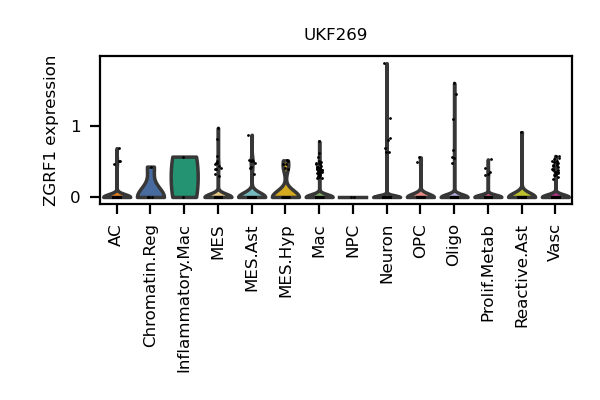 UKF269
ZGRF1 expression
1
0
AC
Chromatin.Reg
Inflammatory.Mac
MES
MES.Ast
MES.Hyp
Mac
NPC
Neuron
OPC
Oligo
Prolif.Metab
Reactive.Ast
Vasc